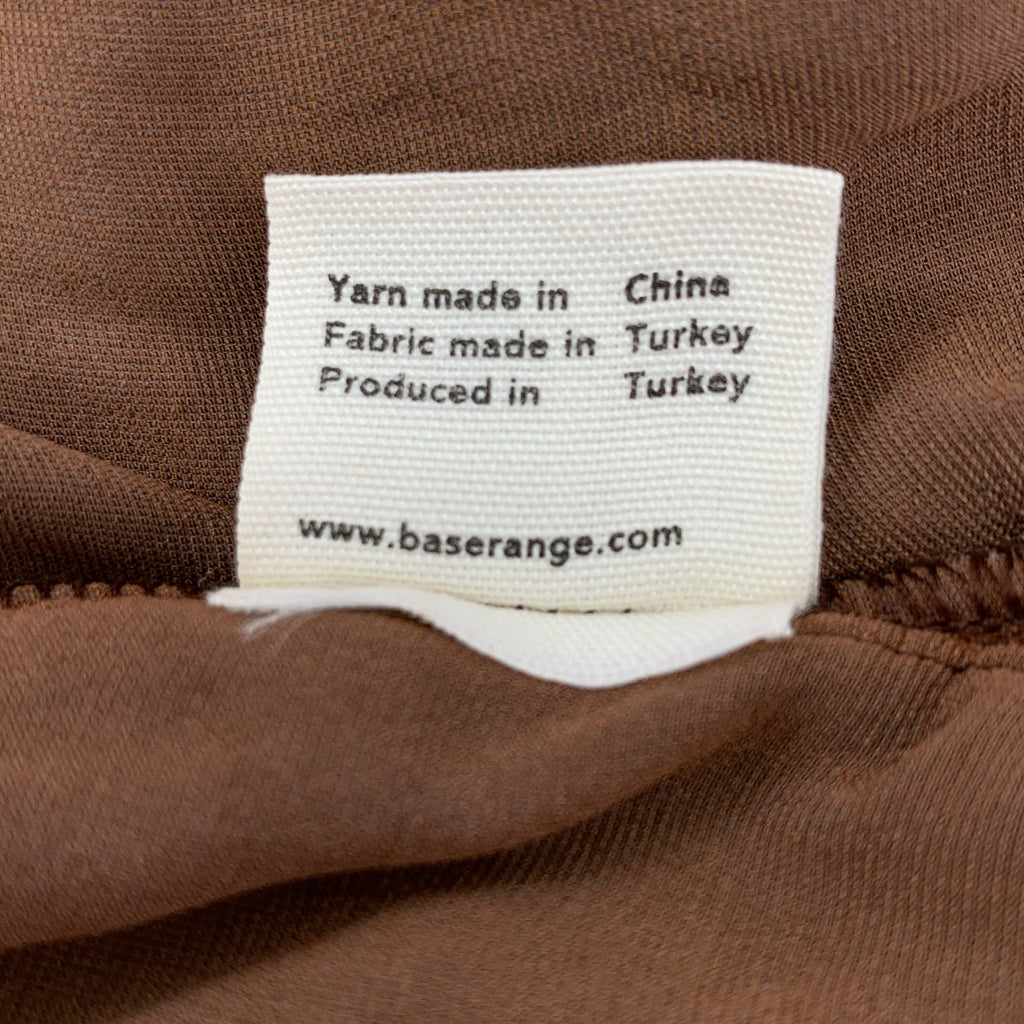 Yarn made in China
Fabric made in Turkey
Produced in Turkey
www.baserange.com